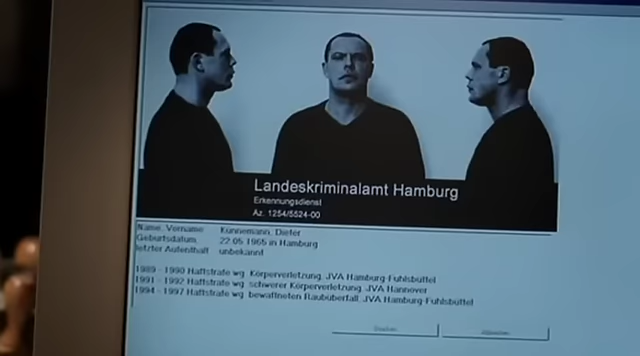 Landeskriminalamt Hamburg
Erkennungsdienst
Az. 1254/5524-00
Name, Vorname Künnemann, Dieter
Geburtsdatum 22.05.1965 in Hamburg
letzter Aufenthalt unbekannt
1989 - 1990 Haftstrafe wg. Körperverletzung, JVA Hamburg-Fuhlsbüttel
1991 - 1992 Haftstrafe wg. schwerer Körperverletzung, JVA Hannover
1994 - 1997 Haftstrafe wg. bewaffneten Raubüberfall, JVA Hamburg-Fuhlsbüttel